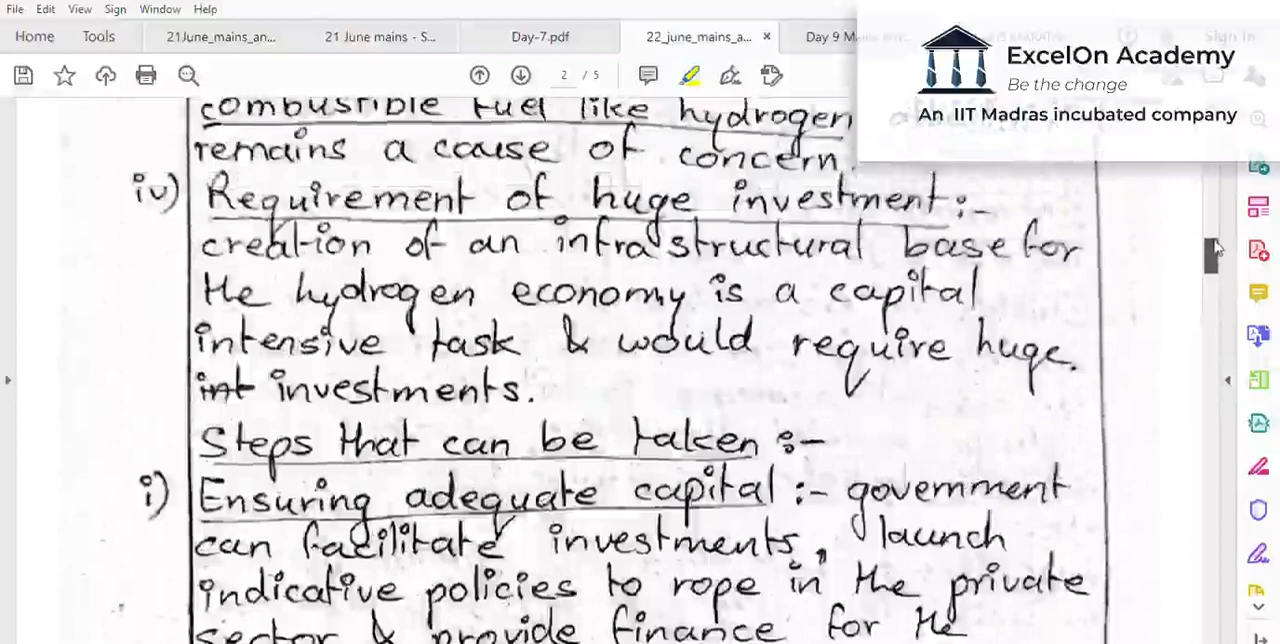 File Edit View Sign Window Help
Home Tools 21June_mains_an... 21 June mains - S... Day-7.pdf 22_june_mains_a... × Day 9 M
ExcelOn Academy
Be the change
An IIT Madras incubated company
2 / 5
combustible fuel like hydrogen
remains a cause of concern.
iv) Requirement of huge investment:-
creation of an infrastructural base for
the hydrogen economy is a capital
intensive task & would require huge
int investments.
Steps that can be taken :-
i) Ensuring adequate capital :- government
can facilitate investments, launch
indicative policies to rope in the private
sector & provide finance for the